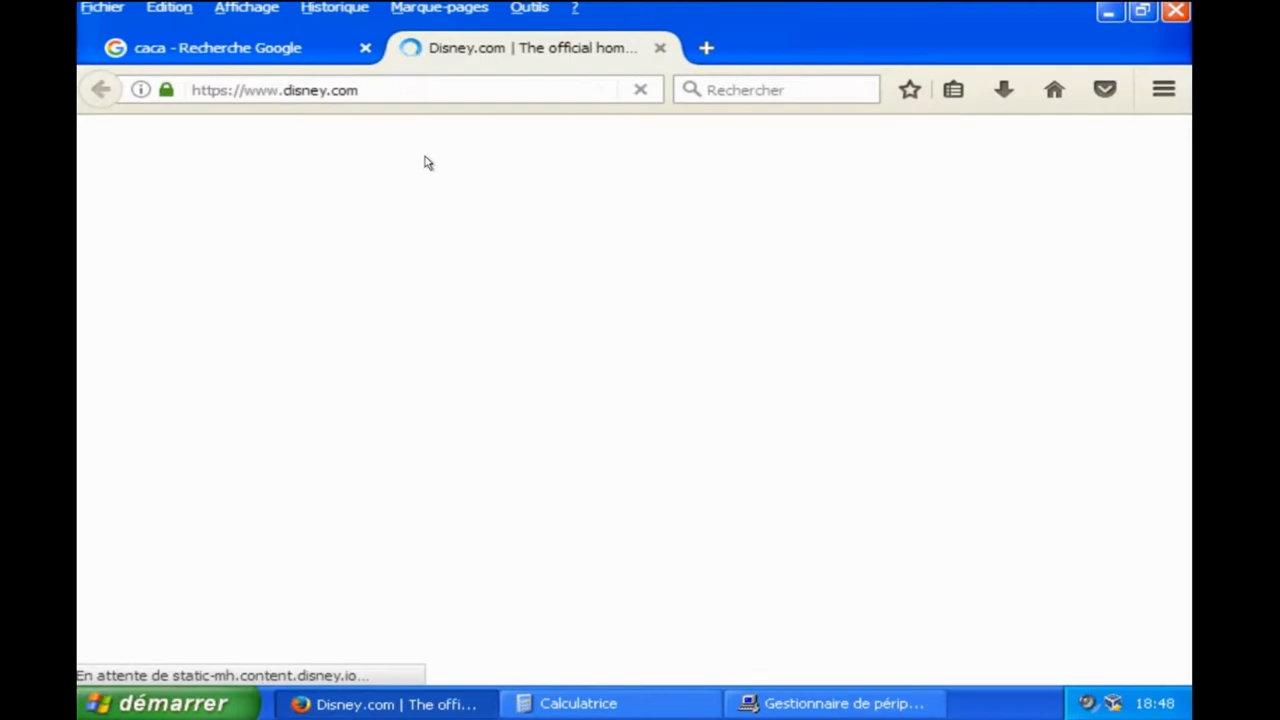 Fichier Edition Affichage Historique Marque-pages Outils ?
caca - Recherche Google Disney.com | The official hom...
https://www.disney.com Rechercher
En attente de static-mh.content.disney.io...
démarrer Disney.com | The offi... Calculatrice Gestionnaire de périp... 18:48